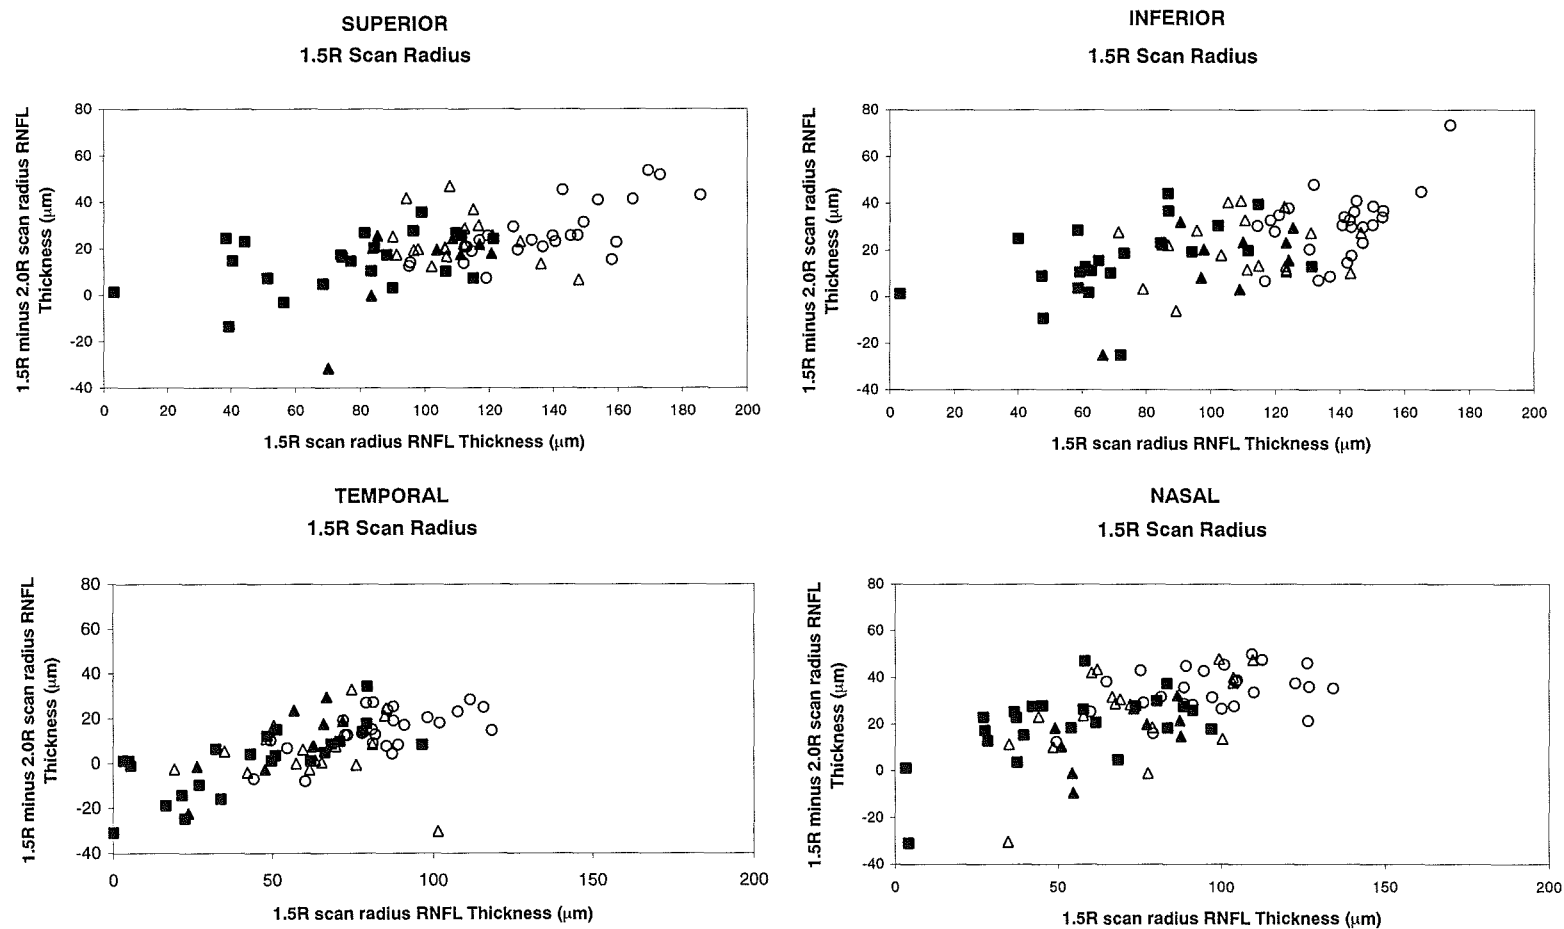 SUPERIOR
1.5R Scan Radius
1.5R minus 2.0R scan radius RNFL
Thickness (μm)
80
60
40
20
0
-20
-40
0 20 40 60 80 100 120 140 160 180 200
1.5R scan radius RNFL Thickness (μm)
INFERIOR
1.5R Scan Radius
1.5R minus 2.0R scan radius RNFL
Thickness (μm)
80
60
40
20
0
-20
-40
0 20 40 60 80 100 120 140 160 180 200
1.5R scan radius RNFL Thickness (μm)
TEMPORAL
1.5R Scan Radius
1.5R minus 2.0R scan radius RNFL
Thickness (μm)
80
60
40
20
0
-20
-40
0 50 100 150 200
1.5R scan radius RNFL Thickness (μm)
NASAL
1.5R Scan Radius
1.5R minus 2.0R scan radius RNFL
Thickness (μm)
80
60
40
20
0
-20
-40
0 50 100 150 200
1.5R scan radius RNFL Thickness (μm)